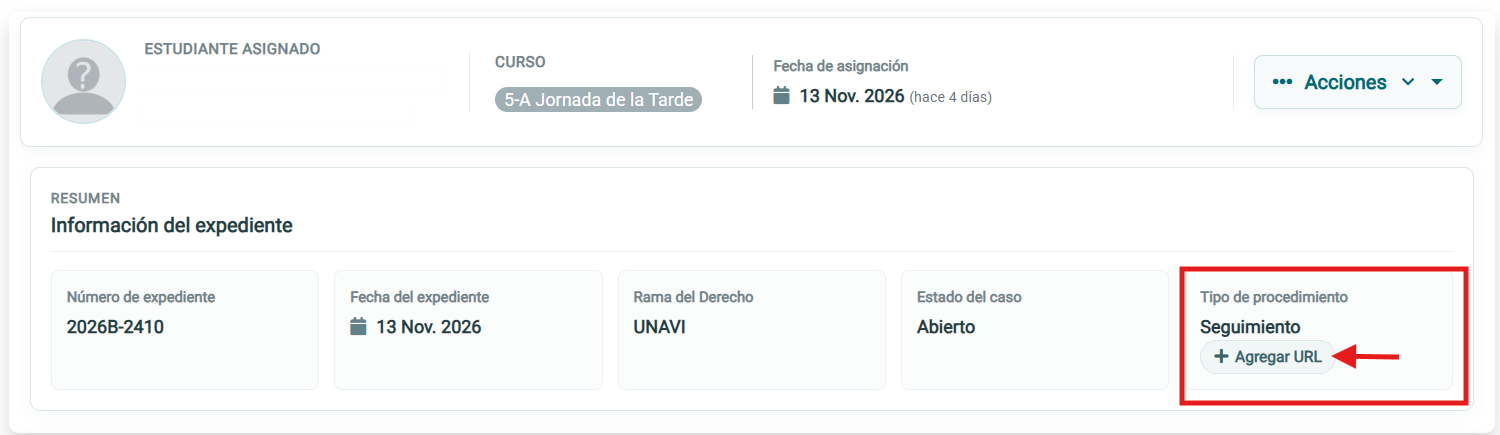 ESTUDIANTE ASIGNADO
CURSO
5-A Jornada de la Tarde
Fecha de asignación
13 Nov. 2026 (hace 4 días)
Acciones
RESUMEN
Información del expediente
Número de expediente
2026B-2410
Fecha del expediente
13 Nov. 2026
Rama del Derecho
UNAVI
Estado del caso
Abierto
Tipo de procedimiento
Seguimiento
+ Agregar URL